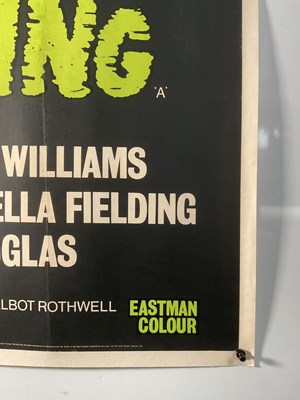 ING
'A'
WILLIAMS
ELLA FIELDING
GLAS
LBOT ROTHWELL
EASTMAN
COLOUR